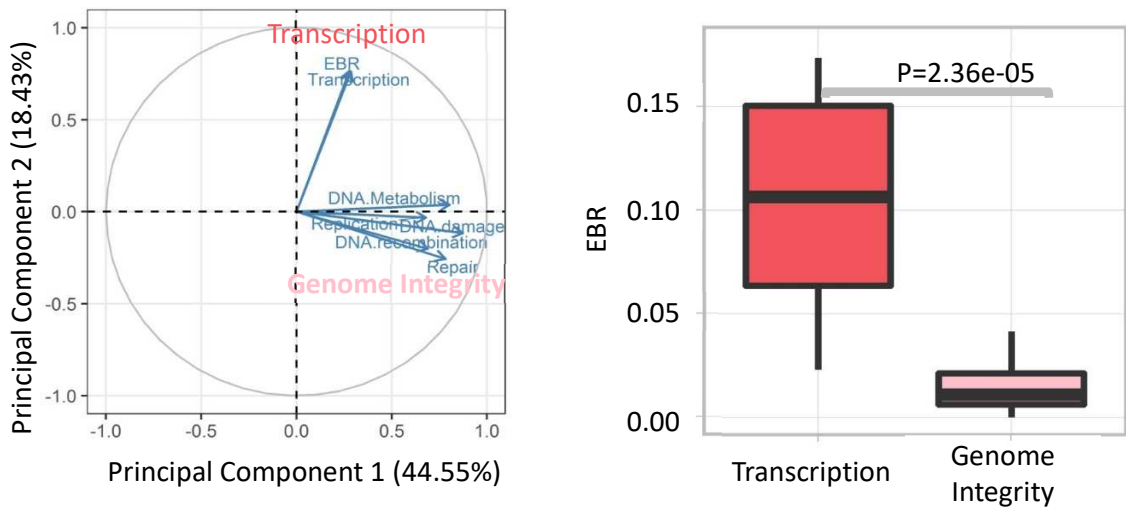 Principal Component 2 (18.43%)
1.0
0.5
0.0
-0.5
-1.0
Transcription
EBR
Transcription
DNA.Metabolism
Replication
DNA.damage
DNA.recombination
Repair
Genome Integrity
-1.0
-0.5
0.0
0.5
1.0
Principal Component 1 (44.55%)
EBR
0.15
0.10
0.05
0.00
P=2.36e-05
Transcription
Genome
Integrity